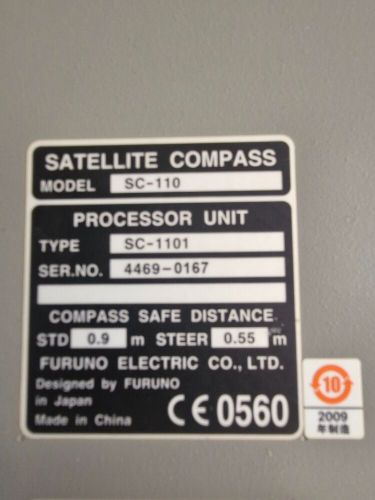 SATELLITE COMPASS
MODEL SC-110
PROCESSOR UNIT
TYPE SC-1101
SER.NO. 4469-0167
COMPASS SAFE DISTANCE
STD 0.9 m STEER 0.55 m
FURUNO ELECTRIC CO., LTD.
Designed by FURUNO
in Japan
Made in China
CE 0560
10
2009
年制造